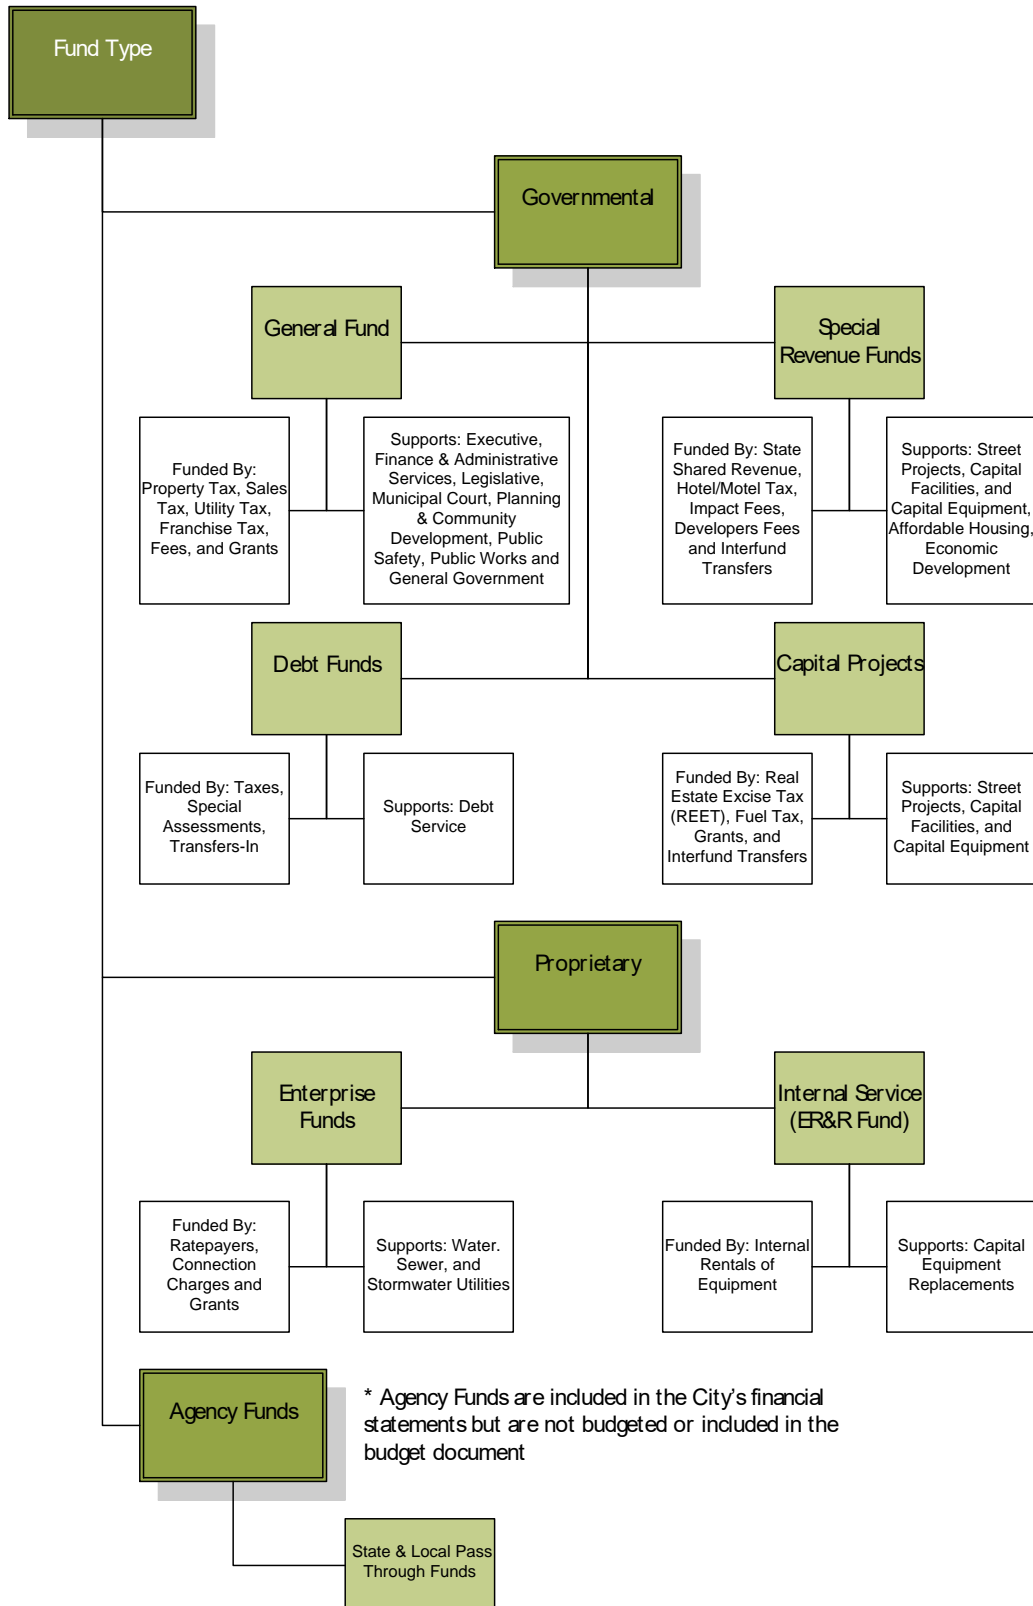 Fund Type
Governmental
General Fund
Special
Revenue Funds
Funded By:
Property Tax, Sales
Tax, Utility Tax,
Franchise Tax,
Fees, and Grants
Supports: Executive,
Finance & Administrative
Services, Legislative,
Municipal Court, Planning
& Community
Development, Public
Safety, Public Works and
General Government
Funded By: State
Shared Revenue,
Hotel/Motel Tax,
Impact Fees,
Developers Fees
and Interfund
Transfers
Supports: Street
Projects, Capital
Facilities, and
Capital Equipment,
Affordable Housing,
Economic
Development
Debt Funds
Capital Projects
Funded By: Taxes,
Special
Assessments,
Transfers-In
Supports: Debt
Service
Funded By: Real
Estate Excise Tax
(REET), Fuel Tax,
Grants, and
Interfund Transfers
Supports: Street
Projects, Capital
Facilities, and
Capital Equipment
Proprietary
Enterprise
Funds
Internal Service
(ER&R Fund)
Funded By:
Ratepayers,
Connection
Charges and
Grants
Supports: Water.
Sewer, and
Stormwater Utilities
Funded By: Internal
Rentals of
Equipment
Supports: Capital
Equipment
Replacements
Agency Funds
* Agency Funds are included in the City's financial
statements but are not budgeted or included in the
budget document
State & Local Pass
Through Funds